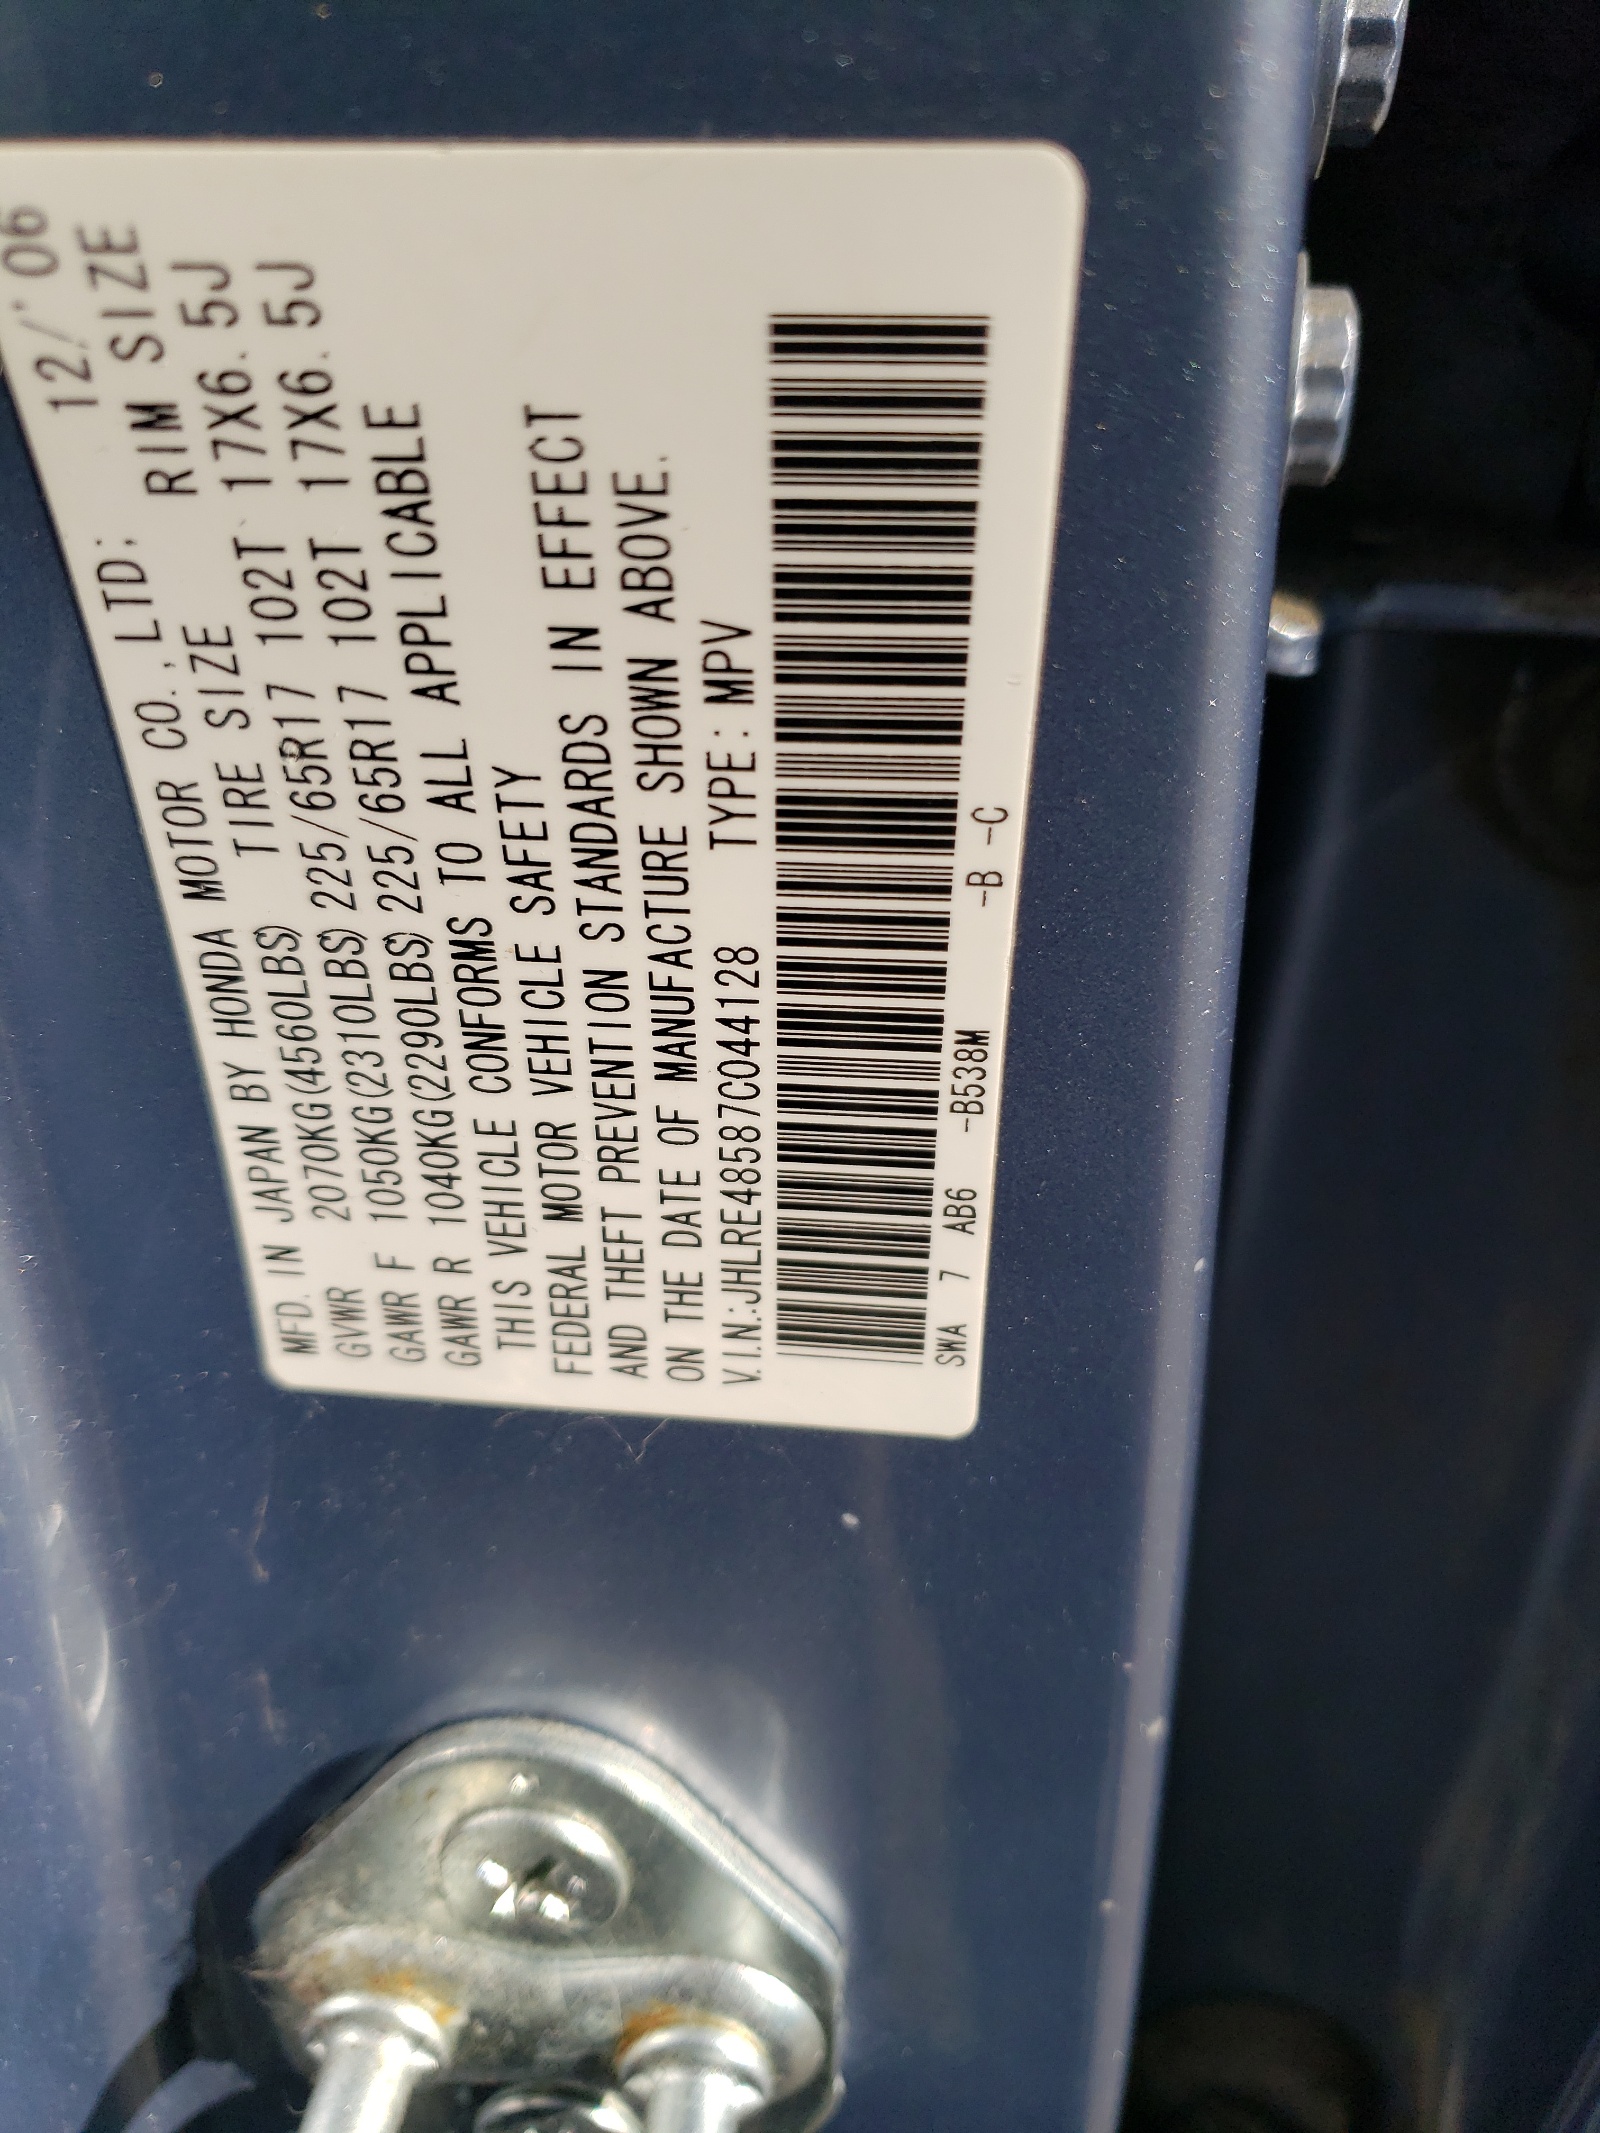 MFD. IN JAPAN BY HONDA MOTOR CO., LTD: 12/'06
GVWR 2070KG(4560LBS) TIRE SIZE RIM SIZE
GAWR F 1050KG(2310LBS) 225/65R17 102T 17X6.5J
GAWR R 1040KG(2290LBS) 225/65R17 102T 17X6.5J
THIS VEHICLE CONFORMS TO ALL APPLICABLE
FEDERAL MOTOR VEHICLE SAFETY
AND THEFT PREVENTION STANDARDS IN EFFECT
ON THE DATE OF MANUFACTURE SHOWN ABOVE.
V.I.N.:JHLRE48587C044128 TYPE: MPV
SWA 7 AB6 -B538M -B -C